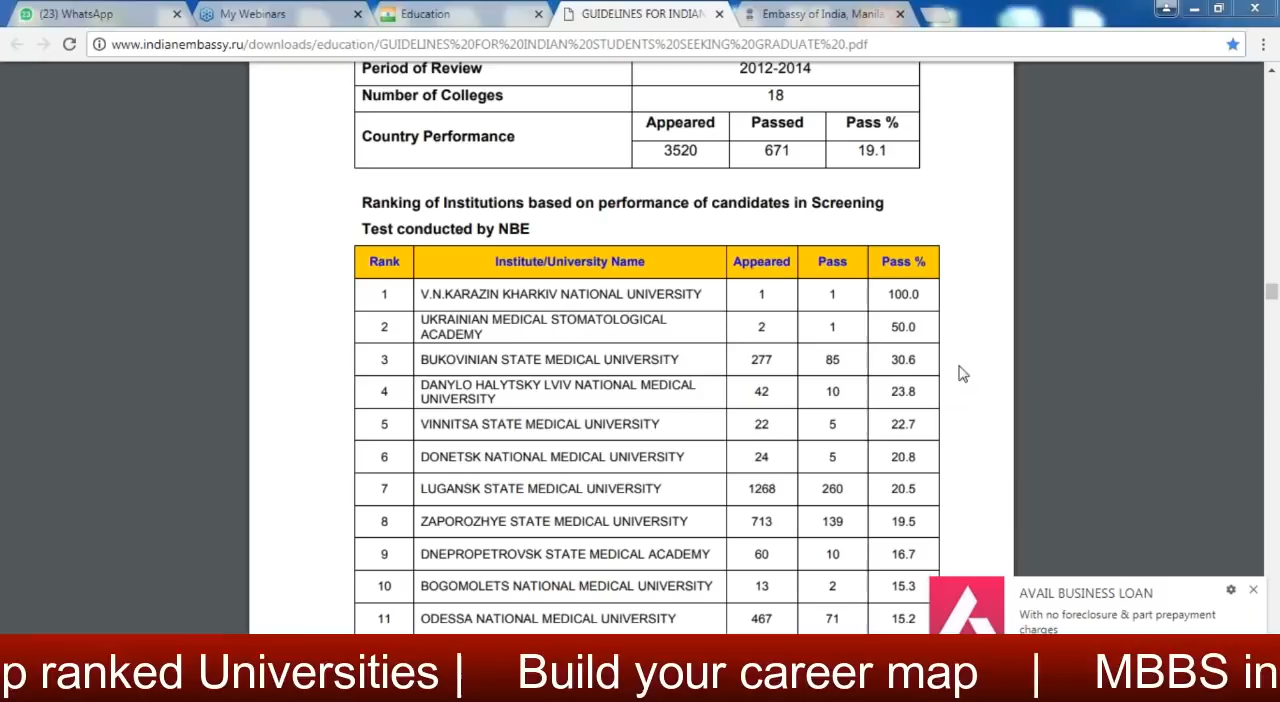 (23) WhatsApp
My Webinars
Education
GUIDELINES FOR INDIAN
Embassy of India, Manila
www.indianembassy.ru/downloads/education/GUIDELINES%20FOR%20INDIAN%20STUDENTS%20SEEKING%20GRADUATE%20.pdf
Period of Review 2012-2014
Number of Colleges 18
Country Performance Appeared Passed Pass %
3520 671 19.1
Ranking of Institutions based on performance of candidates in Screening
Test conducted by NBE
Rank Institute/University Name Appeared Pass Pass %
1 V.N.KARAZIN KHARKIV NATIONAL UNIVERSITY 1 1 100.0
2 UKRAINIAN MEDICAL STOMATOLOGICAL
ACADEMY 2 1 50.0
3 BUKOVINIAN STATE MEDICAL UNIVERSITY 277 85 30.6
4 DANYLO HALYTSKY LVIV NATIONAL MEDICAL
UNIVERSITY 42 10 23.8
5 VINNITSA STATE MEDICAL UNIVERSITY 22 5 22.7
6 DONETSK NATIONAL MEDICAL UNIVERSITY 24 5 20.8
7 LUGANSK STATE MEDICAL UNIVERSITY 1268 260 20.5
8 ZAPOROZHYE STATE MEDICAL UNIVERSITY 713 139 19.5
9 DNEPROPETROVSK STATE MEDICAL ACADEMY 60 10 16.7
10 BOGOMOLETS NATIONAL MEDICAL UNIVERSITY 13 2 15.3
11 ODESSA NATIONAL MEDICAL UNIVERSITY 467 71 15.2
AVAIL BUSINESS LOAN
With no foreclosure & part prepayment
charges
p ranked Universities | Build your career map | MBBS in